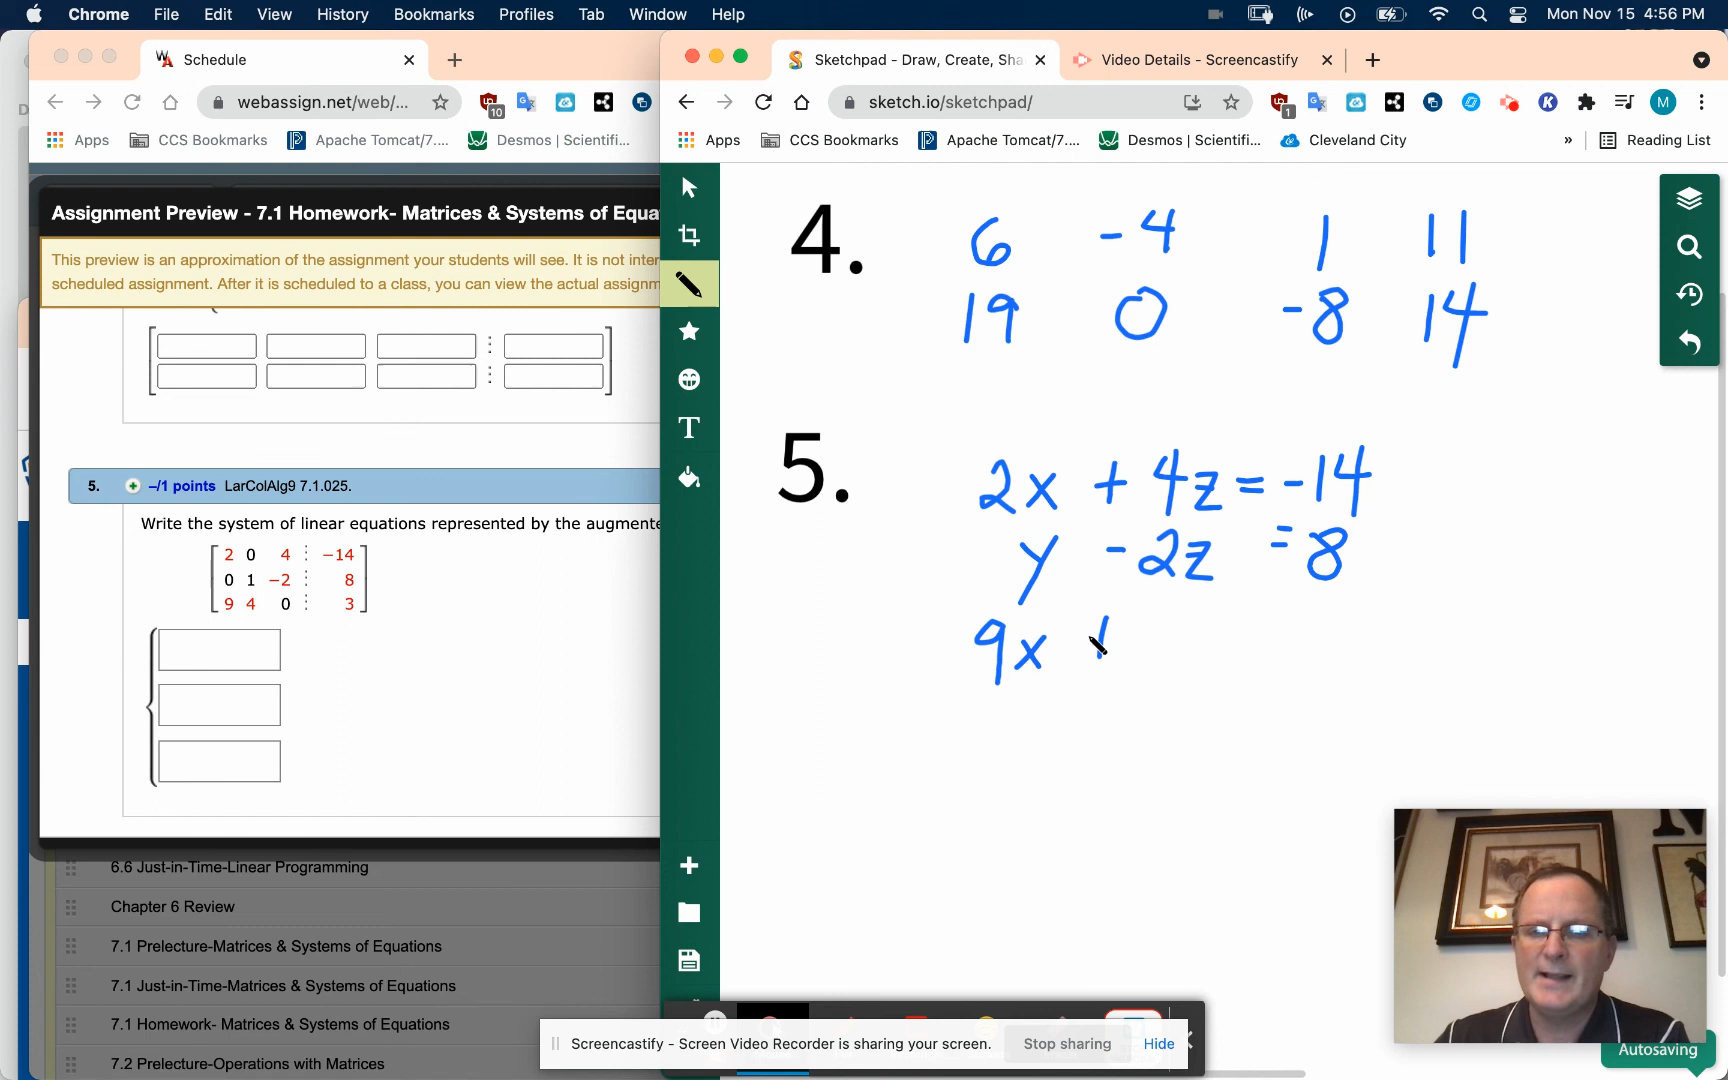 Chrome File Edit View History Bookmarks Profiles Tab Window Help Mon Nov 15 4:56 PM
Schedule
webassign.net/web/...
10
Apps CCS Bookmarks Apache Tomcat/7.... Desmos | Scientifi...
Assignment Preview - 7.1 Homework- Matrices & Systems of Equa
This preview is an approximation of the assignment your students will see. It is not inter
scheduled assignment. After it is scheduled to a class, you can view the actual assignm
5. –/1 points LarColAlg9 7.1.025.
Write the system of linear equations represented by the augmente
2 0 4 ⋮ −14
0 1 −2 ⋮ 8
9 4 0 ⋮ 3
6.6 Just-in-Time-Linear Programming
Chapter 6 Review
7.1 Prelecture-Matrices & Systems of Equations
7.1 Just-in-Time-Matrices & Systems of Equations
7.1 Homework- Matrices & Systems of Equations
7.2 Prelecture-Operations with Matrices
Sketchpad - Draw, Create, Sha
Video Details - Screencastify
sketch.io/sketchpad/
1
K
M
Apps CCS Bookmarks Apache Tomcat/7.... Desmos | Scientifi... Cleveland City » Reading List
T
4. 6 -4 1 11
19 0 -8 14
5. 2x + 4z = -14
y -2z = 8
9x
Screencastify - Screen Video Recorder is sharing your screen. Stop sharing Hide
Autosaving